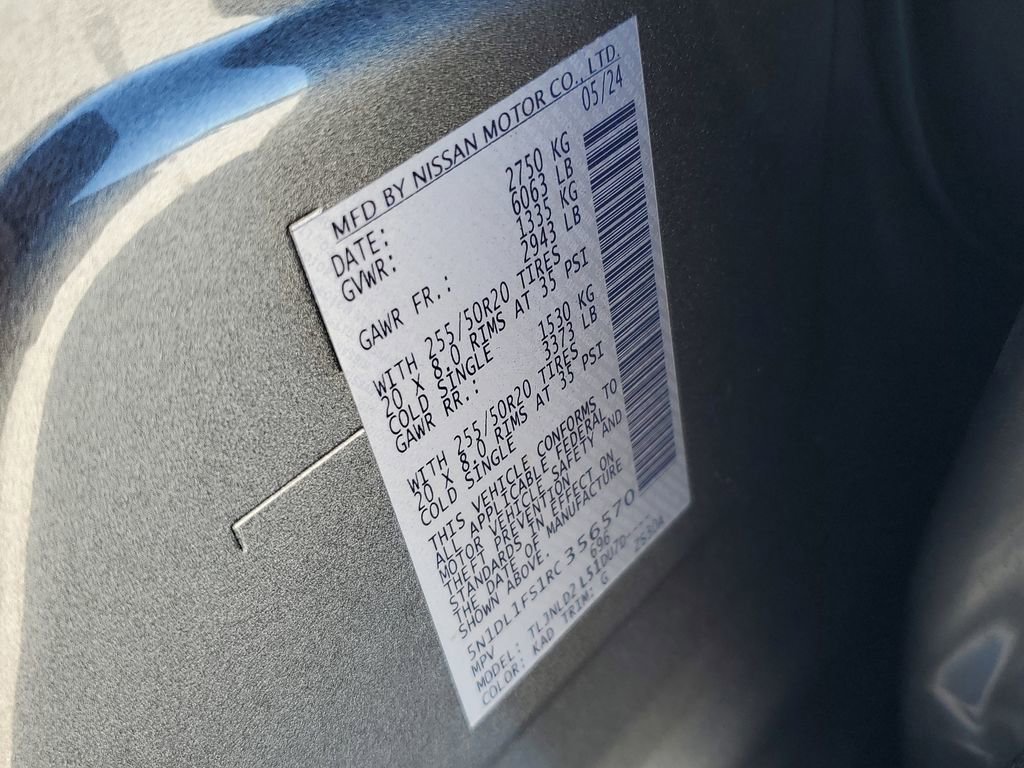 MFD BY NISSAN MOTOR CO., LTD.
DATE: 05/24
GVWR: 2750 KG
6063 LB
GAWR FR.: 1335 KG
2943 LB
WITH 255/50R20 TIRES
20 X 8.0 RIMS AT 35 PSI
COLD SINGLE
GAWR RR.: 1530 KG
3373 LB
WITH 255/50R20 TIRES
20 X 8.0 RIMS AT 35 PSI
COLD SINGLE
THIS VEHICLE CONFORMS TO
ALL APPLICABLE FEDERAL
MOTOR VEHICLE SAFETY AND
THEFT PREVENTION
STANDARDS IN EFFECT ON
THE DATE OF MANUFACTURE
SHOWN ABOVE.
5N1DL1FS1RC356570
MPV 696
MODEL: TL3NLD2 L51DU7D----
COLOR: KAD TRIM: G 2530A